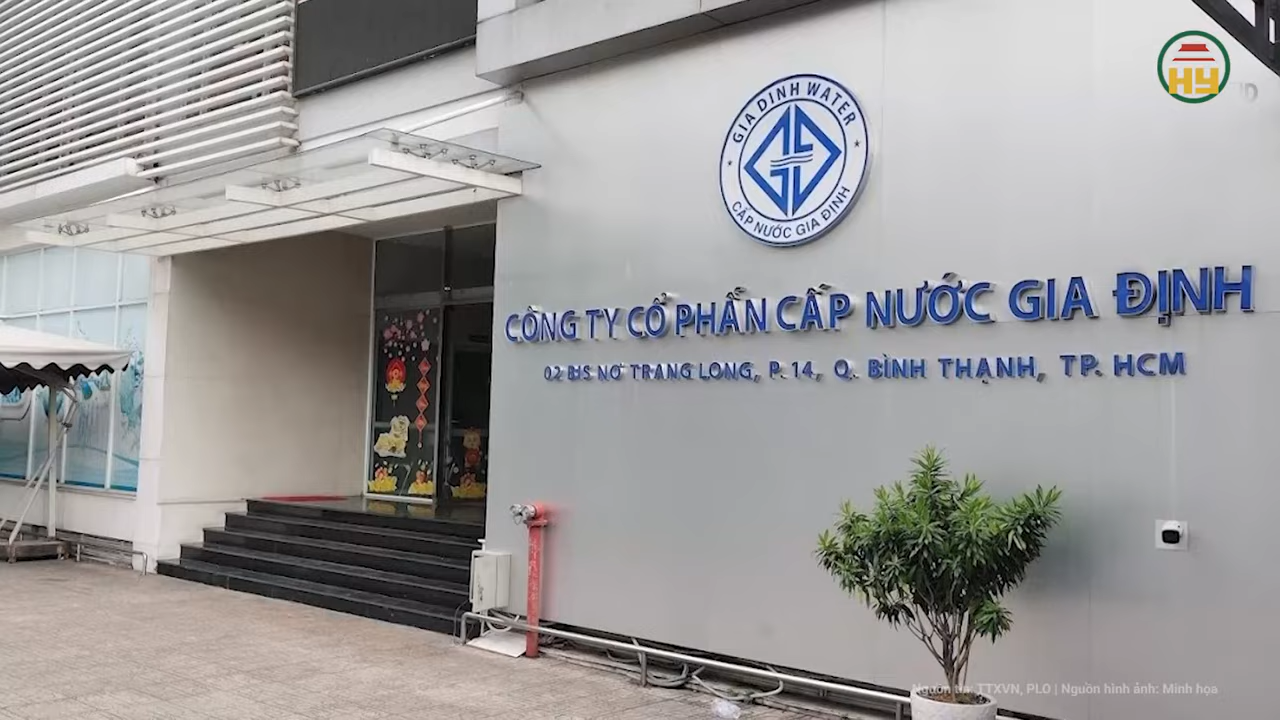 HY
GIA DINH WATER
CẤP NƯỚC GIA ĐỊNH
CÔNG TY CỔ PHẦN CẤP NƯỚC GIA ĐỊNH
02 BIS NƠ TRANG LONG, P. 14, Q. BÌNH THẠNH, TP. HCM
TTXVN, PLO | Nguồn hình ảnh: Minh họa